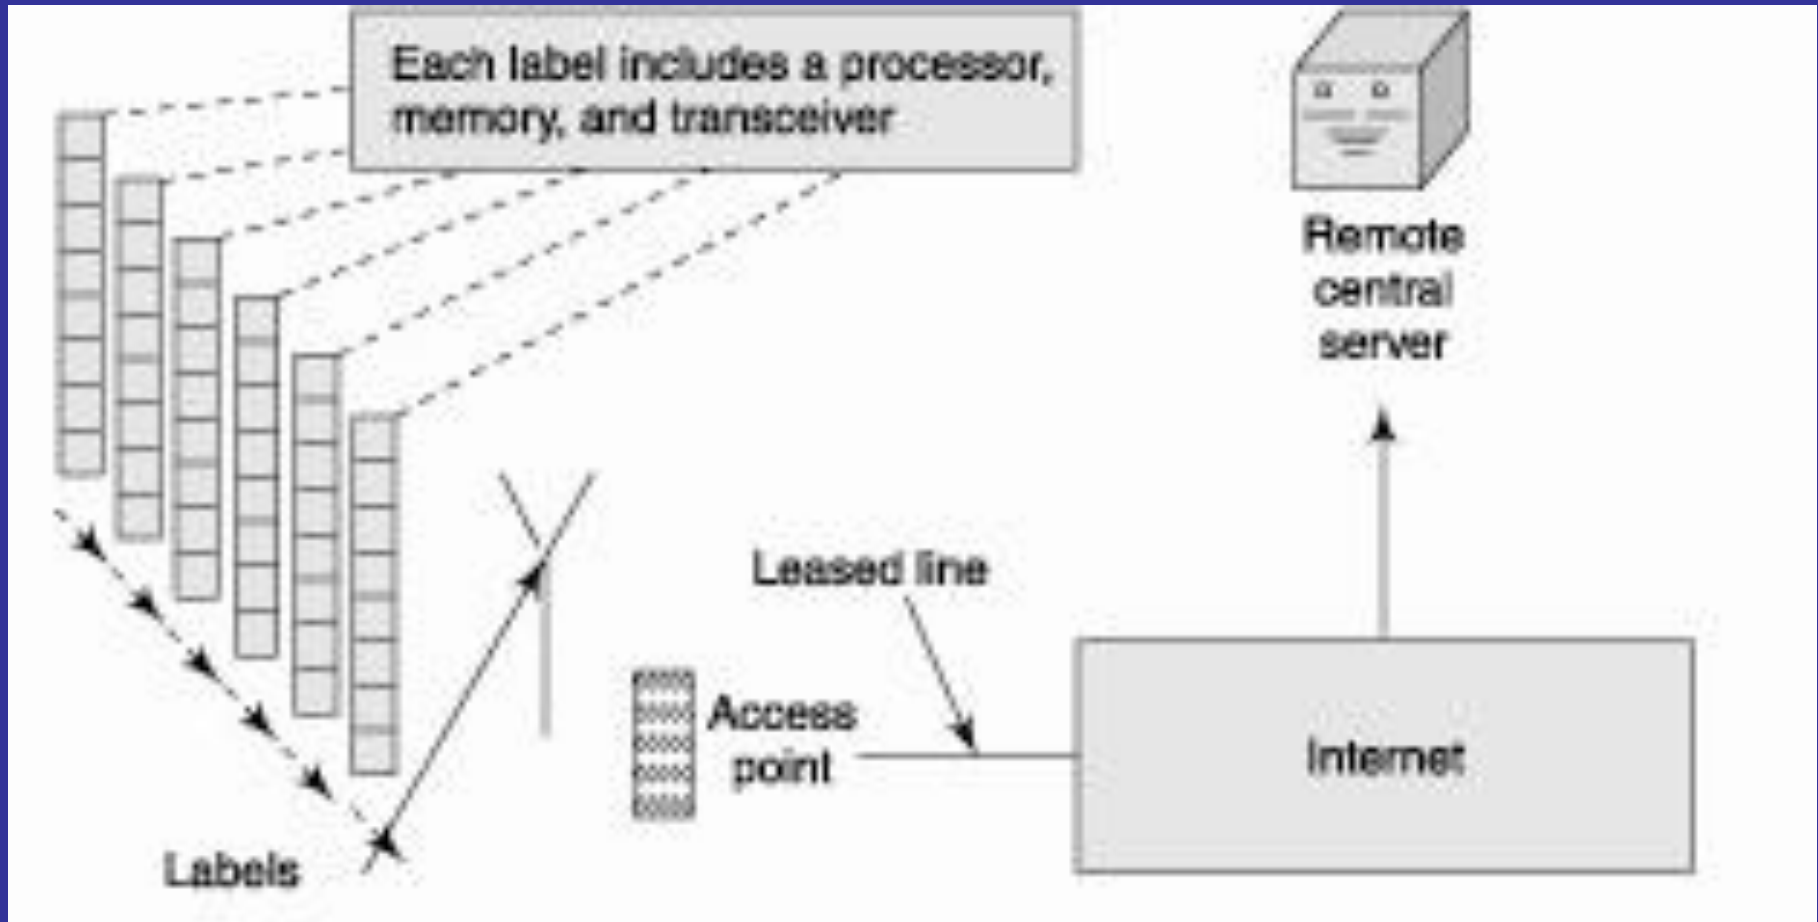 Each label includes a processor,
memory, and transceiver
Remote
central
server
Leased line
Access
point
Internet
Labels